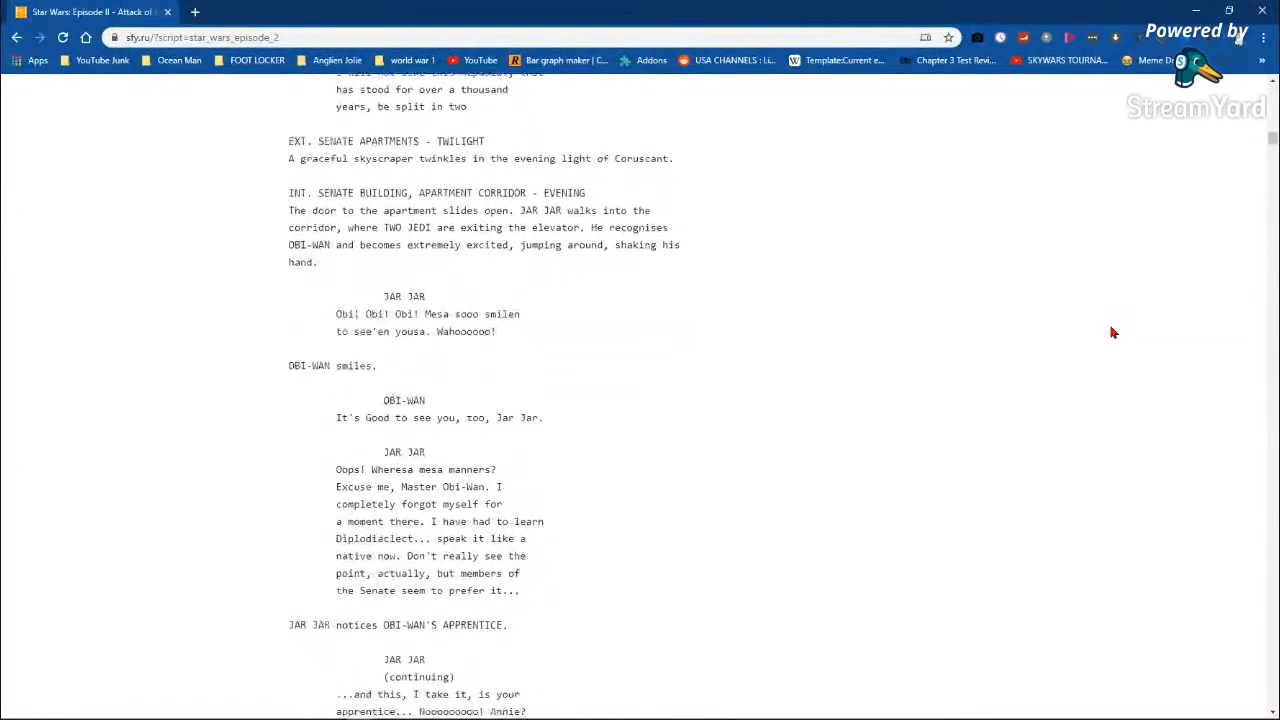 Star Wars: Episode II - Attack of
sfy.ru/?script=star_wars_episode_2
Powered by
Apps YouTube Junk Ocean Man FOOT LOCKER Anglien Jolie world war 1 YouTube Bar graph maker | C... Addons USA CHANNELS : Li... Template:Current e... Chapter 3 Test Revi... SKYWARS TOURNA... Meme De
StreamYard
has stood for over a thousand
years, be split in two
EXT. SENATE APARTMENTS - TWILIGHT
A graceful skyscraper twinkles in the evening light of Coruscant.
INT. SENATE BUILDING, APARTMENT CORRIDOR - EVENING
The door to the apartment slides open. JAR JAR walks into the
corridor, where TWO JEDI are exiting the elevator. He recognises
OBI-WAN and becomes extremely excited, jumping around, shaking his
hand.
JAR JAR
Obi! Obi! Obi! Mesa sooo smilen
to see'en yousa. Wahoooooo!
OBI-WAN smiles.
OBI-WAN
It's Good to see you, too, Jar Jar.
JAR JAR
Oops! Wheresa mesa manners?
Excuse me, Master Obi-Wan. I
completely forgot myself for
a moment there. I have had to learn
Diplodiaclect... speak it like a
native now. Don't really see the
point, actually, but members of
the Senate seem to prefer it...
JAR JAR notices OBI-WAN'S APPRENTICE.
JAR JAR
(continuing)
...and this, I take it, is your
apprentice... Nooooooooo! Annie?